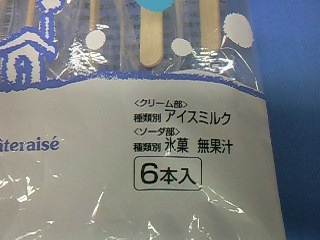 〈クリーム部〉
種類別 アイスミルク
〈ソーダ部〉
種類別 氷菓 無果汁
âteraisé
6本入